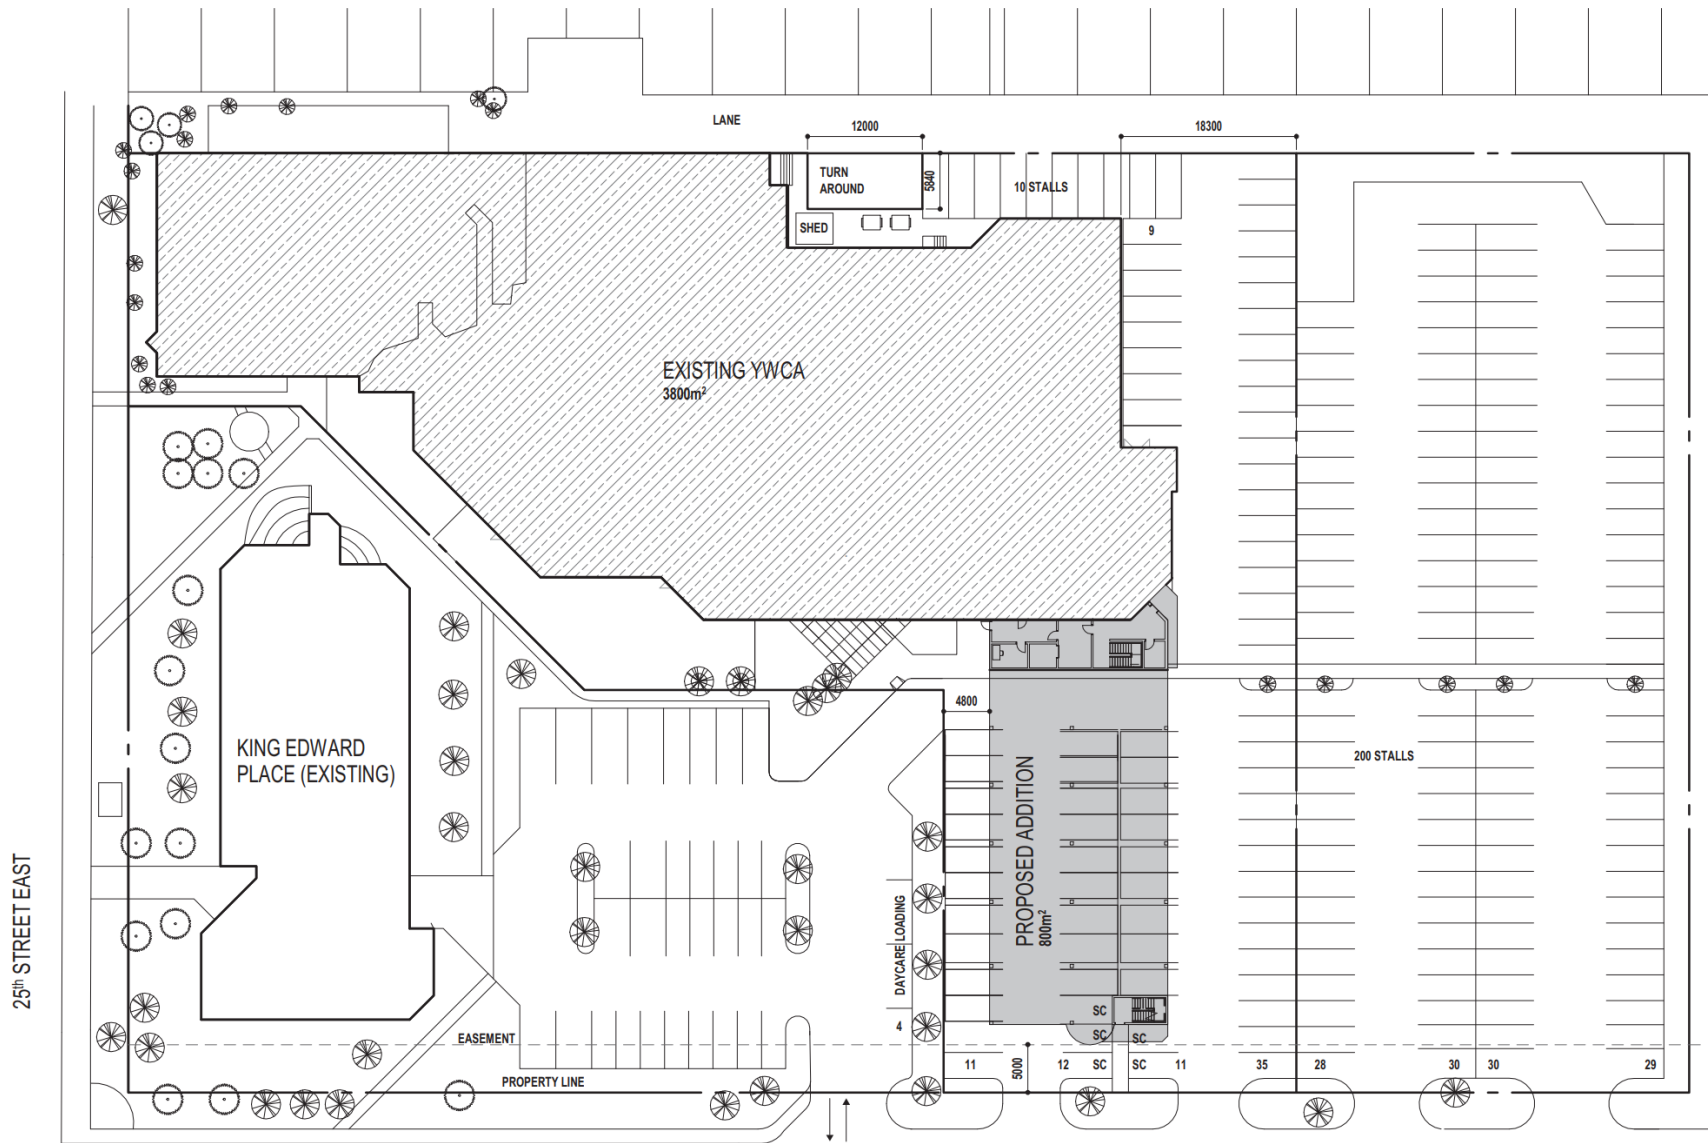 LANE
12000
18300
TURN
AROUND
5840
10 STALLS
SHED
9
EXISTING YWCA
3800m²
4800
KING EDWARD
PLACE (EXISTING)
200 STALLS
PROPOSED ADDITION
800m²
DAYCARE LOADING
25th STREET EAST
SC
4
EASEMENT
SC
SC
5000
11
12
SC
SC
11
35
28
30
30
29
PROPERTY LINE